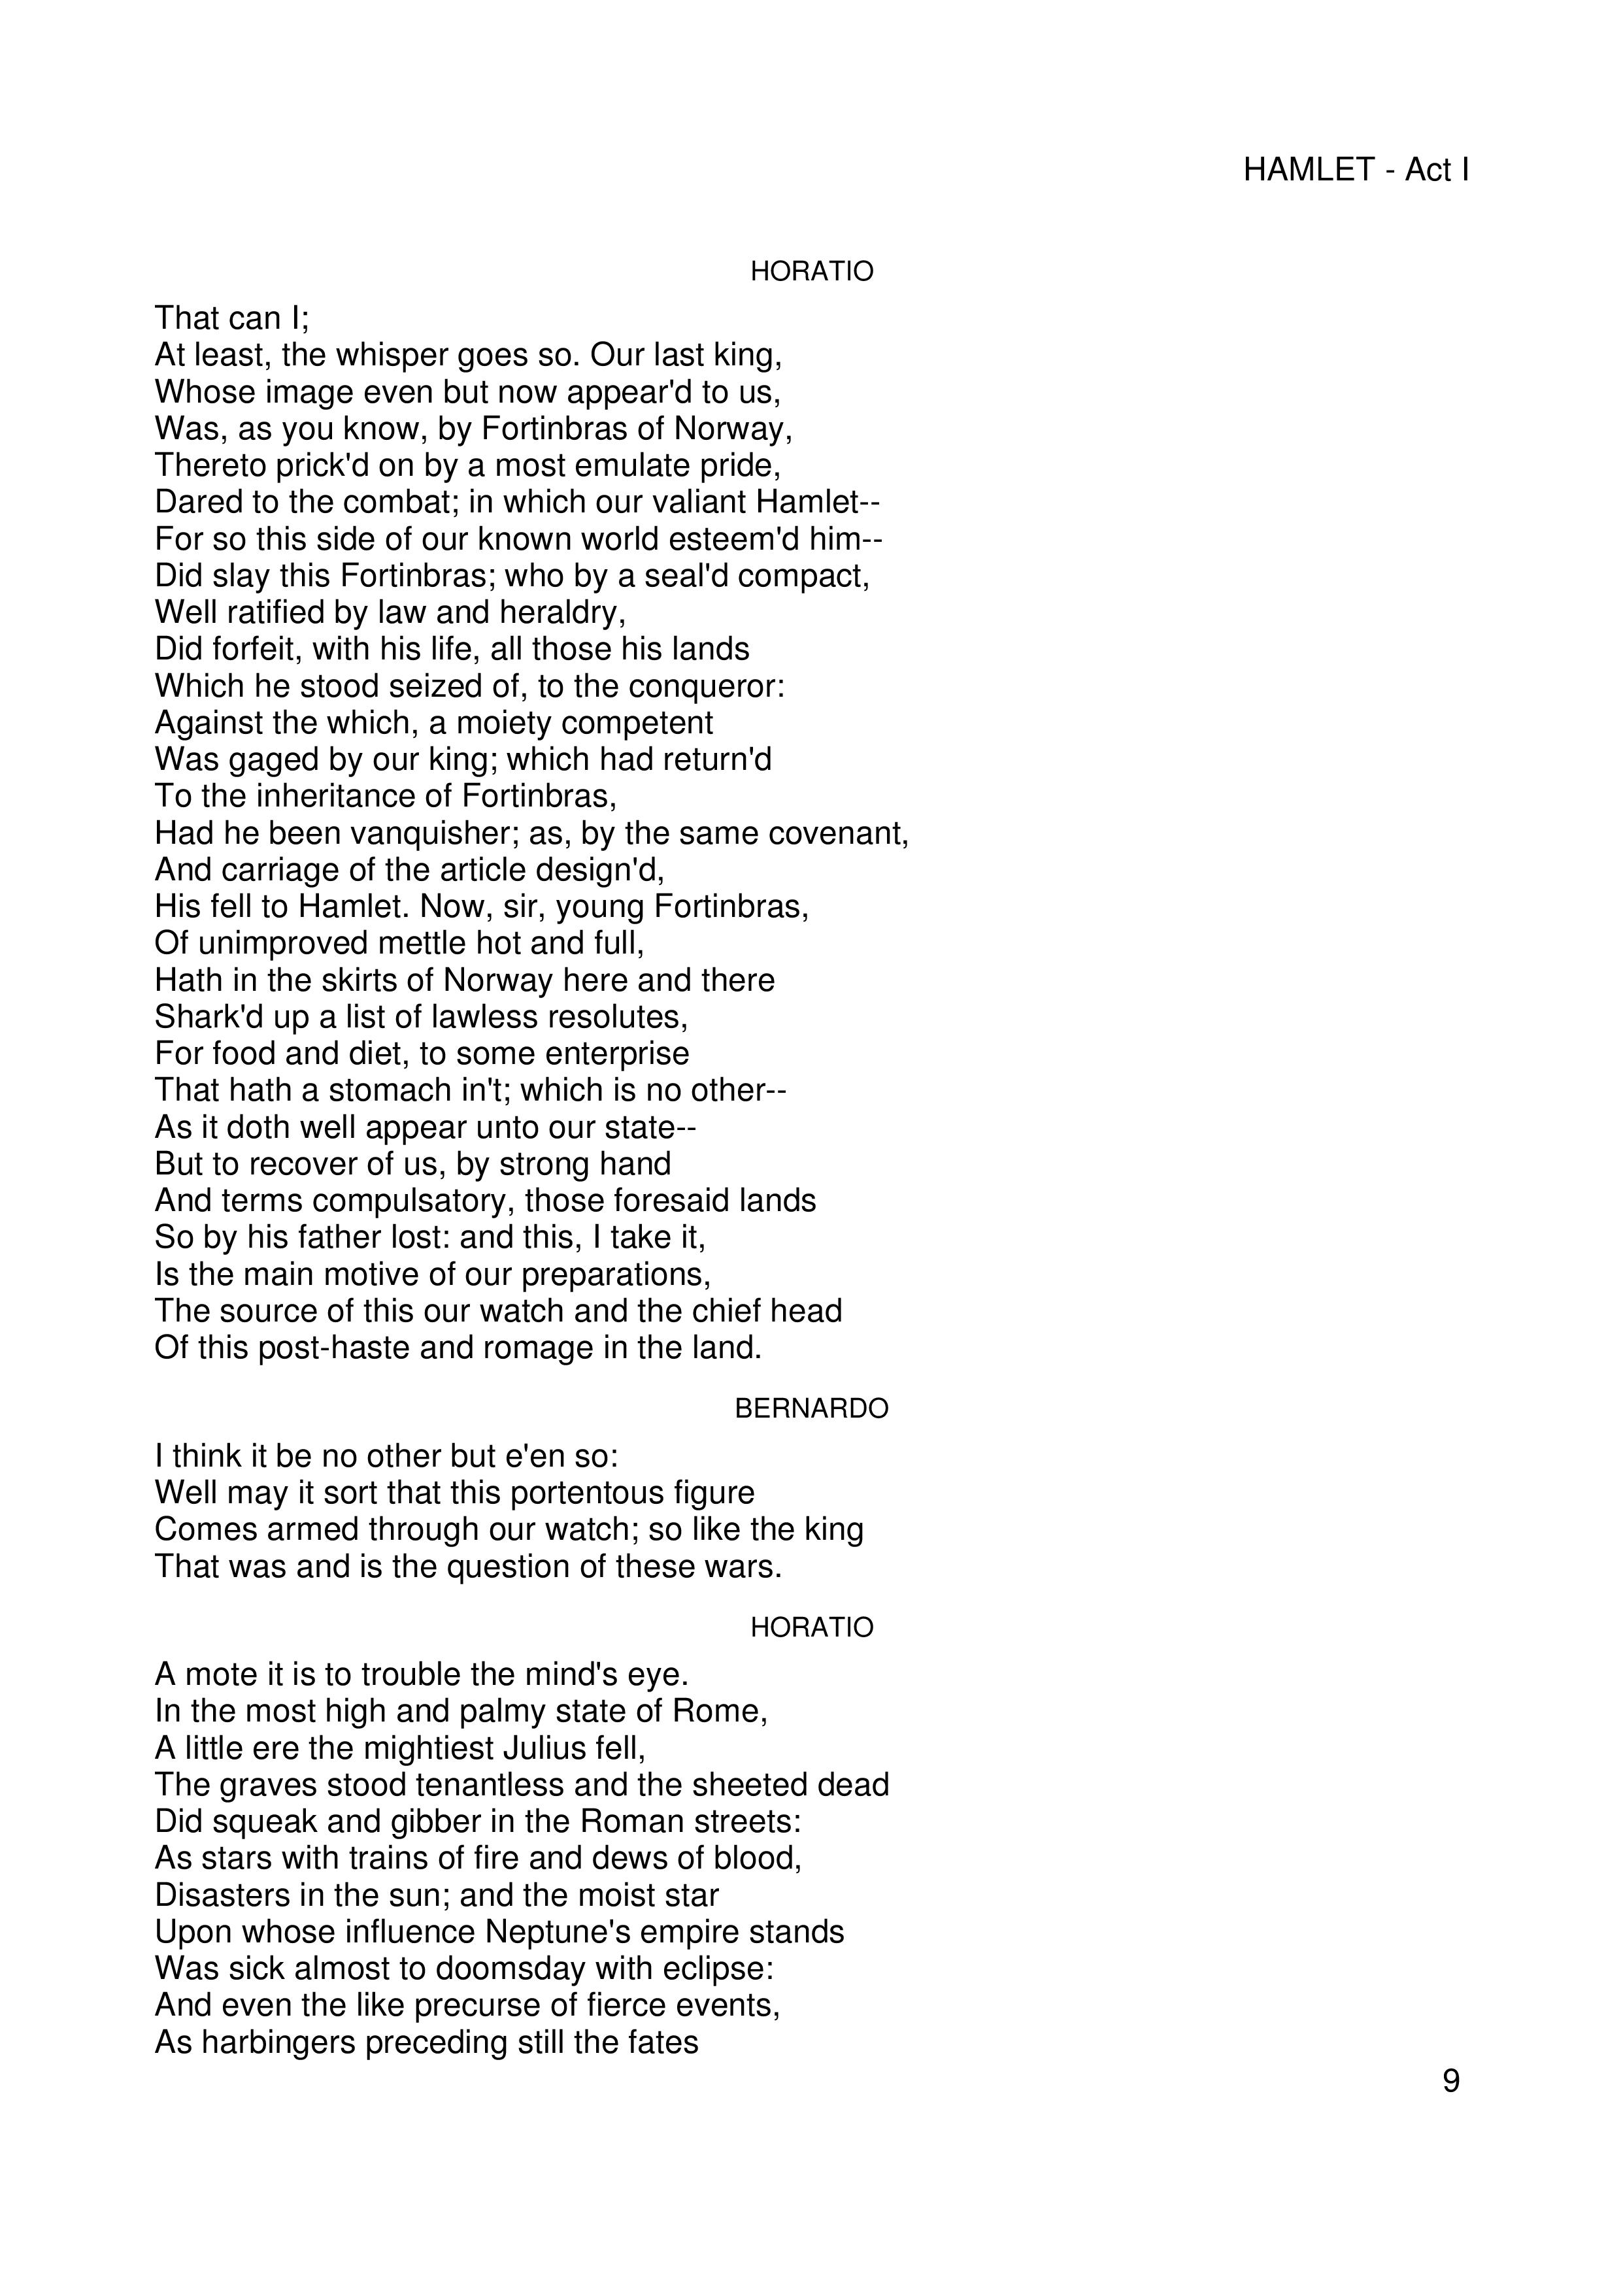 HAMLET - Act I
HORATIO
That can I;
At least, the whisper goes so. Our last king,
Whose image even but now appear'd to us,
Was, as you know, by Fortinbras of Norway,
Thereto prick'd on by a most emulate pride,
Dared to the combat; in which our valiant Hamlet--
For so this side of our known world esteem'd him--
Did slay this Fortinbras; who by a seal'd compact,
Well ratified by law and heraldry,
Did forfeit, with his life, all those his lands
Which he stood seized of, to the conqueror:
Against the which, a moiety competent
Was gaged by our king; which had return'd
To the inheritance of Fortinbras,
Had he been vanquisher; as, by the same covenant,
And carriage of the article design'd,
His fell to Hamlet. Now, sir, young Fortinbras,
Of unimproved mettle hot and full,
Hath in the skirts of Norway here and there
Shark'd up a list of lawless resolutes,
For food and diet, to some enterprise
That hath a stomach in't; which is no other--
As it doth well appear unto our state--
But to recover of us, by strong hand
And terms compulsatory, those foresaid lands
So by his father lost: and this, I take it,
Is the main motive of our preparations,
The source of this our watch and the chief head
Of this post-haste and romage in the land.
BERNARDO
I think it be no other but e'en so:
Well may it sort that this portentous figure
Comes armed through our watch; so like the king
That was and is the question of these wars.
HORATIO
A mote it is to trouble the mind's eye.
In the most high and palmy state of Rome,
A little ere the mightiest Julius fell,
The graves stood tenantless and the sheeted dead
Did squeak and gibber in the Roman streets:
As stars with trains of fire and dews of blood,
Disasters in the sun; and the moist star
Upon whose influence Neptune's empire stands
Was sick almost to doomsday with eclipse:
And even the like precurse of fierce events,
As harbingers preceding still the fates
9